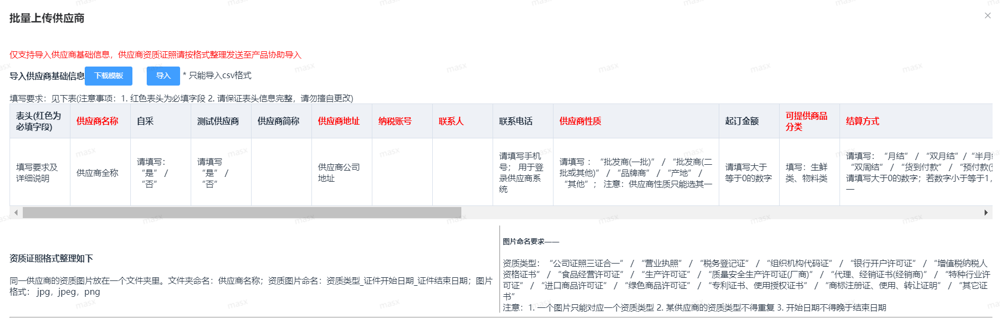 批量上传供应商
仅支持导入供应商基础信息，供应商资质证照请按格式整理发送至产品协助导入
导入供应商基础信息 下载模板 导入 * 只能导入csv格式
填写要求：见下表(注意事项：1. 红色表头为必填字段 2. 请保证表头信息完整，请勿擅自更改)
表头(红色为
必填字段)
供应商名称
自采
测试供应商
供应商简称
供应商地址
纳税账号
联系人
联系电话
供应商性质
起订金额
可提供商品
分类
结算方式
填写要求及
详细说明
供应商全称
请填写：
“是” /
“否”
请填写
“是” /
“否”
供应商公司
地址
请填写手机
号； 用于登
录供应商系
统
请填写 ：“批发商(一批)” / “批发商(二
批或其他)” / “品牌商” / “产地” /
“其他” ； 注意：供应商性质只能选其一
请填写大于
等于0的数字
填写：生鲜
类、物料类
请填写：“月结” / “双月结” / “半月
“双周结” / “货到付款” / “预付款(
请填写大于0的数字；若数字小于等于1，
一
资质证照格式整理如下
同一供应商的资质图片放在一个文件夹里。文件夹命名：供应商名称；资质图片命名：资质类型_证件开始日期_证件结束日期；图片
格式： jpg，jpeg，png
图片命名要求——
资质类型：“公司证照三证合一” / “营业执照” / “税务登记证” / “组织机构代码证” / “银行开户许可证” / “增值税纳税人
资格证书” / “食品经营许可证” / “生产许可证” / “质量安全生产许可证(厂商)” / “代理、经销证书(经销商)” / “特种行业许
可证” / “进口商品许可证” / “绿色商品许可证” / “专利证书、使用授权证书” / “商标注册证、使用、转让证明” / “其它证
书”
注意：1. 一个图片只能对应一个资质类型 2. 某供应商的资质类型不得重复 3. 开始日期不得晚于结束日期